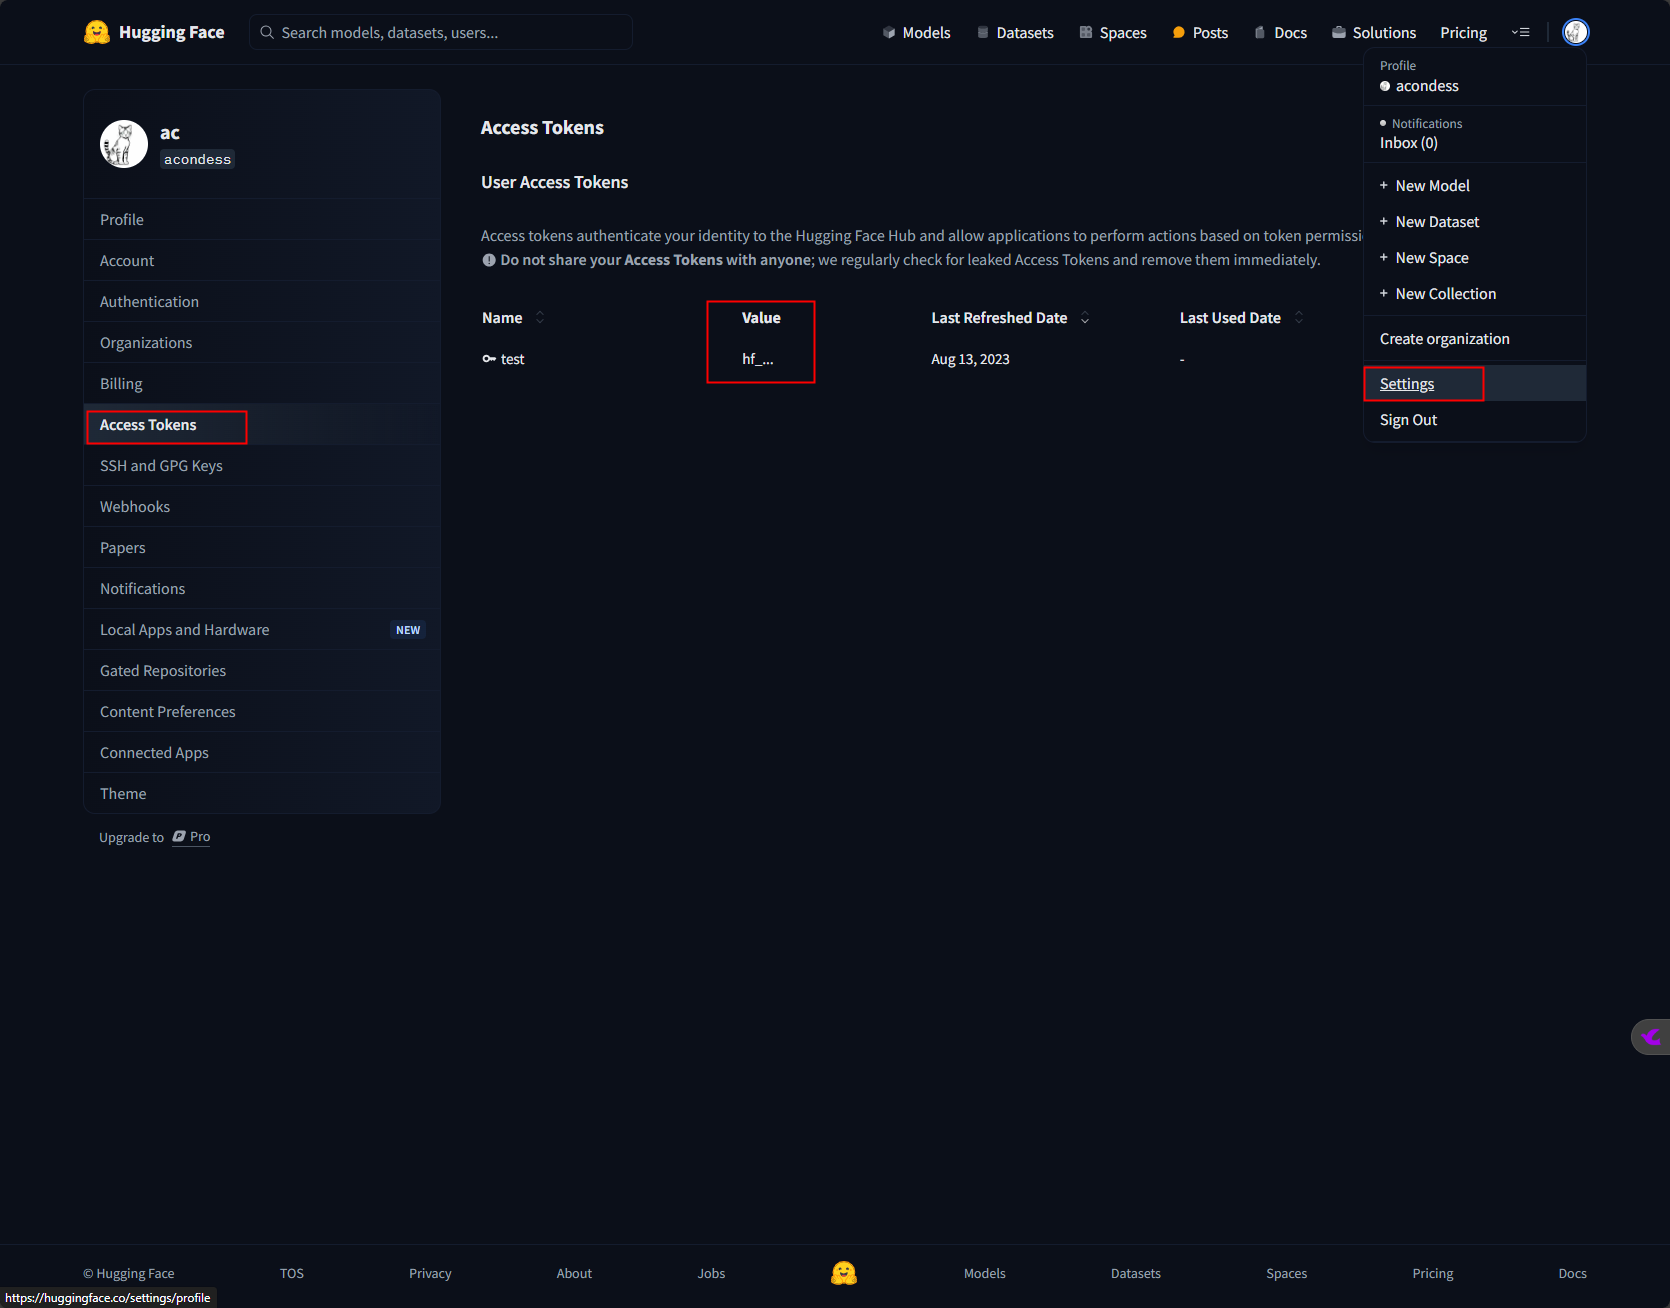 Hugging Face
Search models, datasets, users...
Models
Datasets
Spaces
Posts
Docs
Solutions
Pricing
Profile
acondess
Notifications
Inbox (0)
+ New Model
+ New Dataset
+ New Space
+ New Collection
Create organization
Settings
Sign Out
ac
acondess
Profile
Account
Authentication
Organizations
Billing
Access Tokens
SSH and GPG Keys
Webhooks
Papers
Notifications
Local Apps and Hardware NEW
Gated Repositories
Content Preferences
Connected Apps
Theme
Upgrade to Pro
Access Tokens
User Access Tokens
Access tokens authenticate your identity to the Hugging Face Hub and allow applications to perform actions based on token permissi
Do not share your Access Tokens with anyone; we regularly check for leaked Access Tokens and remove them immediately.
Name Value Last Refreshed Date Last Used Date
test hf_... Aug 13, 2023 -
© Hugging Face TOS Privacy About Jobs Models Datasets Spaces Pricing Docs
https://huggingface.co/settings/profile